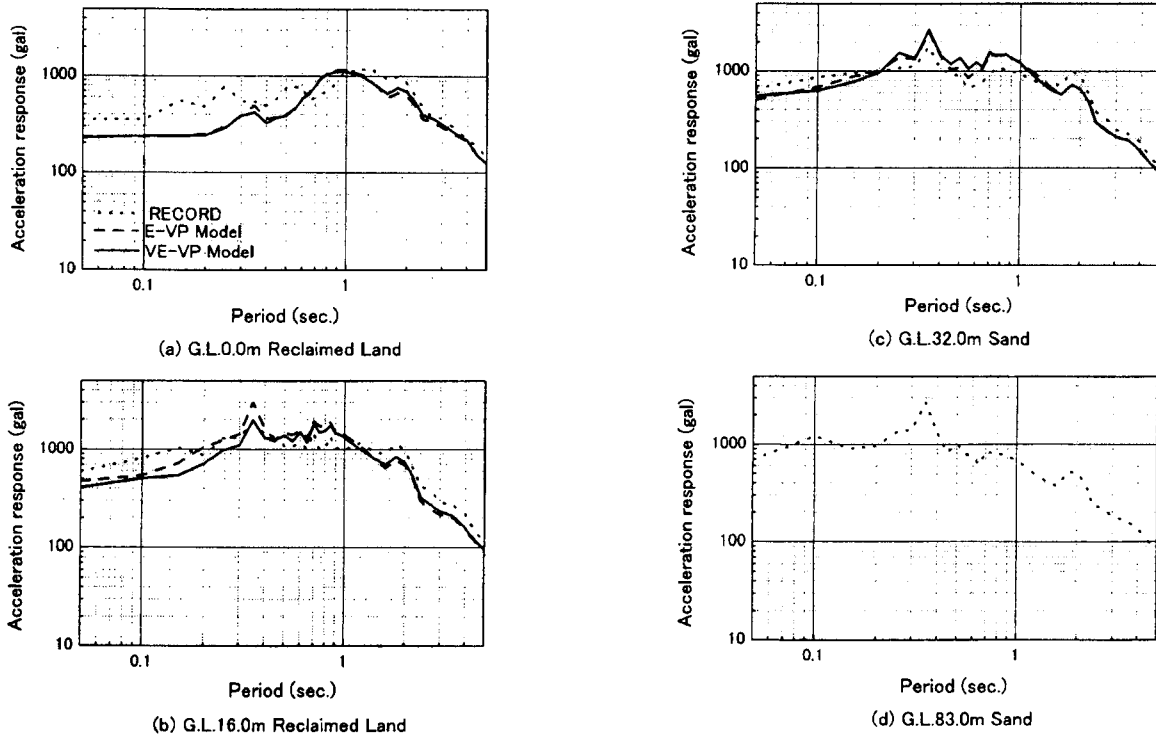 Acceleration response (gal)
1000
100
10
RECORD
E-VP Model
VE-VP Model
0.1
1
Period (sec.)
(a) G.L.0.0m Reclaimed Land
Acceleration response (gal)
1000
100
10
0.1
1
Period (sec.)
(b) G.L.16.0m Reclaimed Land
Acceleration response (gal)
1000
100
10
0.1
1
Period (sec.)
(c) G.L.32.0m Sand
Acceleration response (gal)
1000
100
10
0.1
1
Period (sec.)
(d) G.L.83.0m Sand